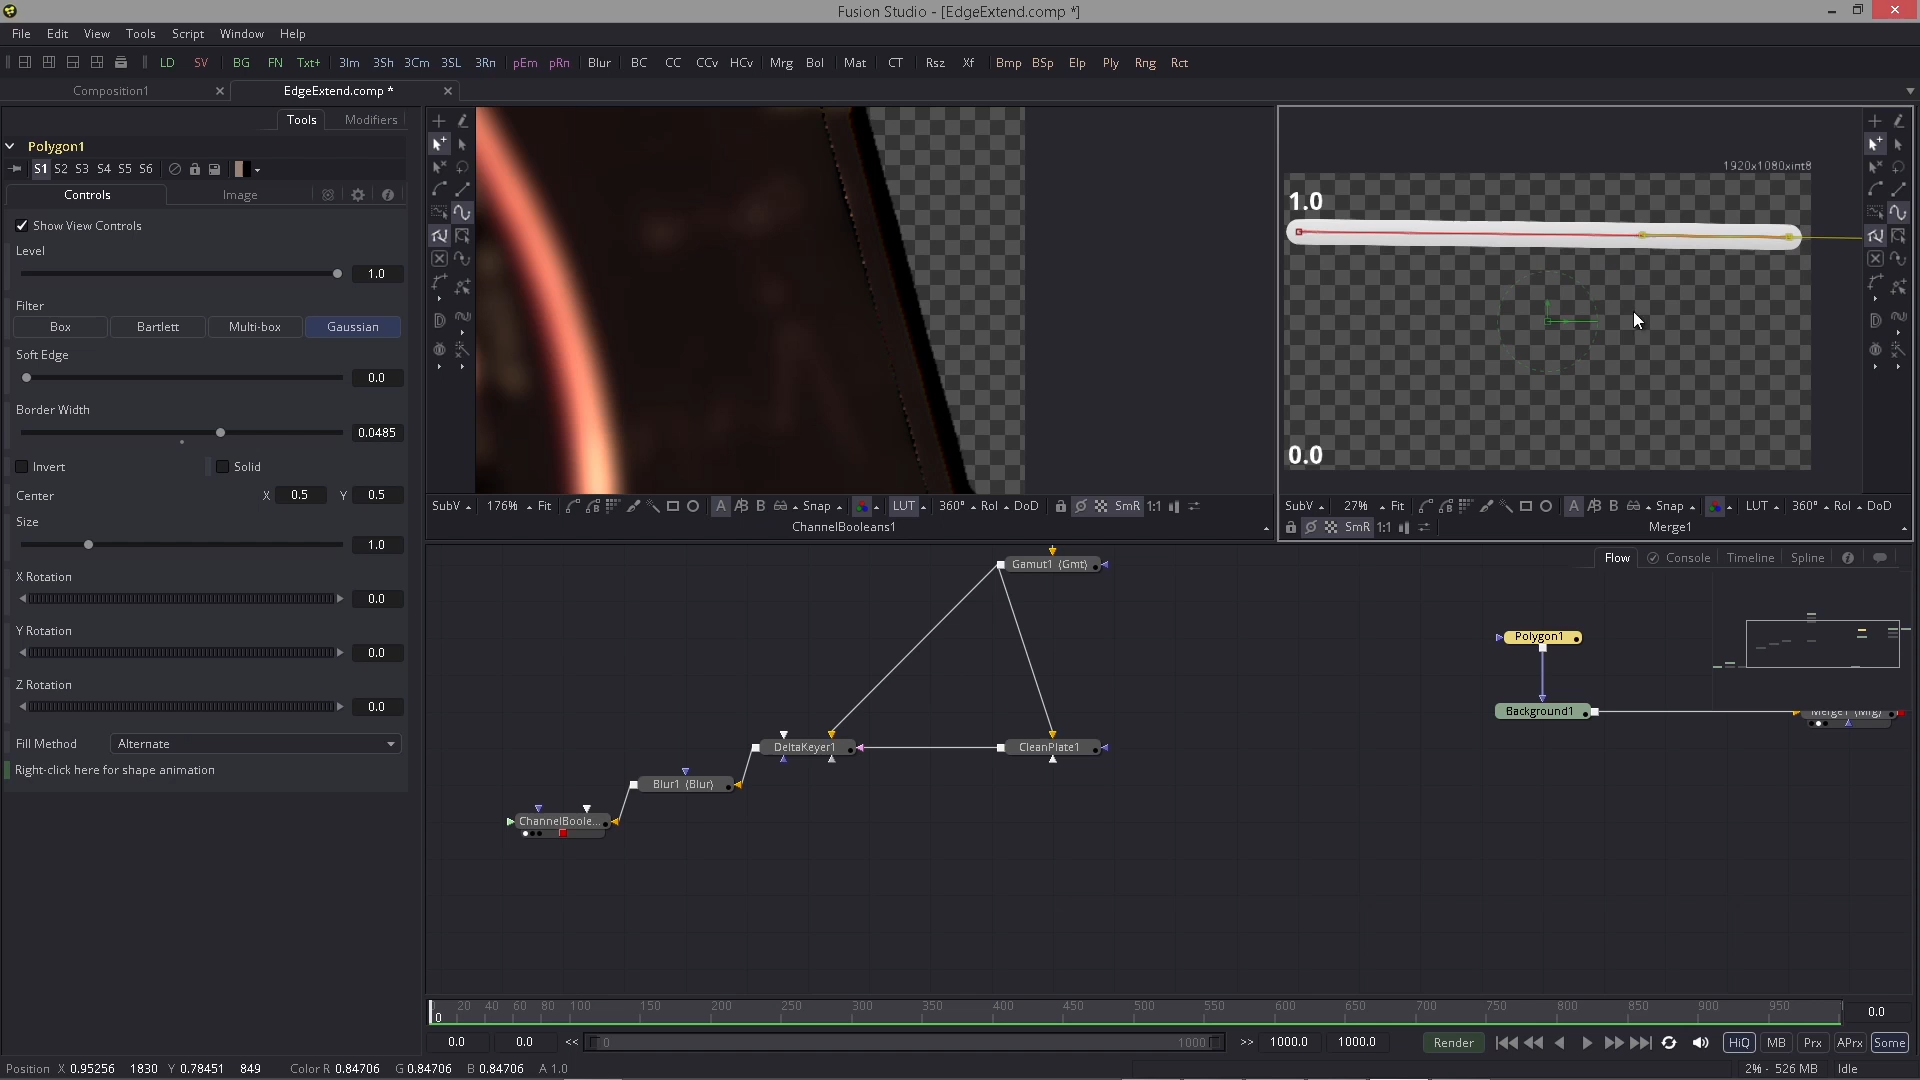 Fusion Studio - [EdgeExtend.comp *]
File Edit View Tools Script Window Help
LD SV BG FN Txt+ 3Im 3Sh 3Cm 3SL 3Rn pEm pRn Blur BC CC CCv HCv Mrg Bol Mat CT Rsz Xf Bmp BSp Elp Ply Rng Rct
Composition1 EdgeExtend.comp *
Tools Modifiers
Polygon1
S1 S2 S3 S4 S5 S6
Controls Image
Show View Controls
Level
1.0
Filter
Box Bartlett Multi-box Gaussian
Soft Edge
0.0
Border Width
0.0485
Invert Solid
Center X 0.5 Y 0.5
Size
1.0
X Rotation
0.0
Y Rotation
0.0
Z Rotation
0.0
Fill Method Alternate
Right-click here for shape animation
SubV 176% Fit A B Snap LUT 360° RoI DoD SmR 1:1
ChannelBooleans1
1920x1080xint8
1.0
0.0
SubV 27% Fit A B Snap LUT 360° RoI DoD
SmR 1:1 Merge1
Flow Console Timeline Spline
Gamut1 (Gmt)
Polygon1
Background1
Merge1 (Mrg)
DeltaKeyer1
CleanPlate1
Blur1 (Blur)
ChannelBoole...
20 40 60 80 100 150 200 250 300 350 400 450 500 550 600 650 700 750 800 850 900 950
0 0.0
0.0 0.0 << 0 1000 >> 1000.0 1000.0 Render HiQ MB Prx APrx Some
Position X 0.95256 1830 Y 0.78451 849 Color R 0.84706 G 0.84706 B 0.84706 A 1.0 2% - 526 MB Idle